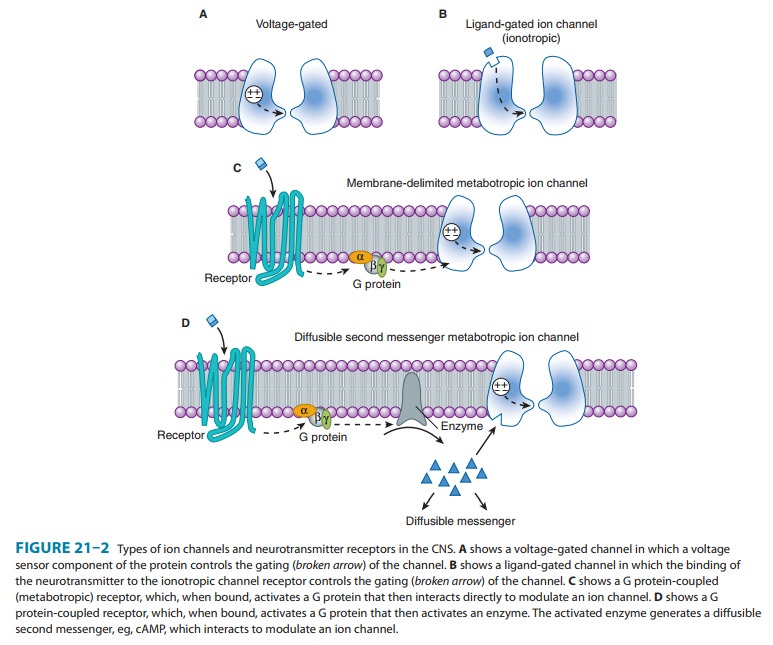 A
Voltage-gated
++
B
Ligand-gated ion channel
(ionotropic)
C
Membrane-delimited metabotropic ion channel
++
α
β
γ
Receptor
G protein
D
Diffusible second messenger metabotropic ion channel
++
α
β
γ
Receptor
G protein
Enzyme
Diffusible messenger
FIGURE 21–2 Types of ion channels and neurotransmitter receptors in the CNS. A shows a voltage-gated channel in which a voltage
sensor component of the protein controls the gating (broken arrow) of the channel. B shows a ligand-gated channel in which the binding of
the neurotransmitter to the ionotropic channel receptor controls the gating (broken arrow) of the channel. C shows a G protein-coupled
(metabotropic) receptor, which, when bound, activates a G protein that then interacts directly to modulate an ion channel. D shows a G
protein-coupled receptor, which, when bound, activates a G protein that then activates an enzyme. The activated enzyme generates a diffusible
second messenger, eg, cAMP, which interacts to modulate an ion channel.